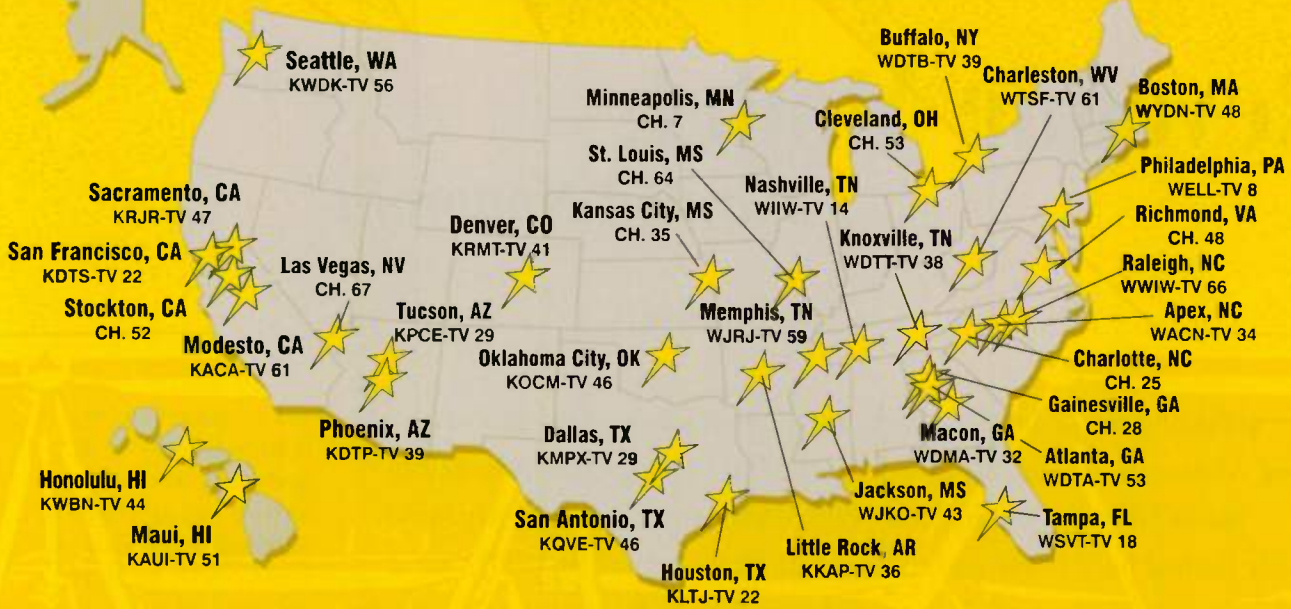 Seattle, WA
KWDK-TV 56
Buffalo, NY
WDTB-TV 39
Charleston, WV
WTSF-TV 61
Minneapolis, MN
CH. 7
Cleveland, OH
CH. 53
Boston, MA
WYDN-TV 48
St. Louis, MS
CH. 64
Philadelphia, PA
WELL-TV 8
Sacramento, CA
KRJR-TV 47
Nashville, TN
WIIW-TV 14
Kansas City, MS
CH. 35
Richmond, VA
CH. 48
Denver, CO
KRMT-TV 41
San Francisco, CA
KDTS-TV 22
Knoxville, TN
WDTT-TV 38
Raleigh, NC
WWIW-TV 66
Las Vegas, NV
CH. 67
Stockton, CA
CH. 52
Tucson, AZ
KPCE-TV 29
Memphis, TN
WJRJ-TV 59
Apex, NC
WACN-TV 34
Modesto, CA
KACA-TV 61
Oklahoma City, OK
KOCM-TV 46
Charlotte, NC
CH. 25
Gainesville, GA
CH. 28
Phoenix, AZ
KDTP-TV 39
Dallas, TX
KMPX-TV 29
Macon, GA
WDMA-TV 32
Atlanta, GA
WDTA-TV 53
Honolulu, HI
KWBN-TV 44
Jackson, MS
WJKO-TV 43
Maui, HI
KAUI-TV 51
San Antonio, TX
KQVE-TV 46
Tampa, FL
WSVT-TV 18
Little Rock, AR
KKAP-TV 36
Houston, TX
KLTJ-TV 22